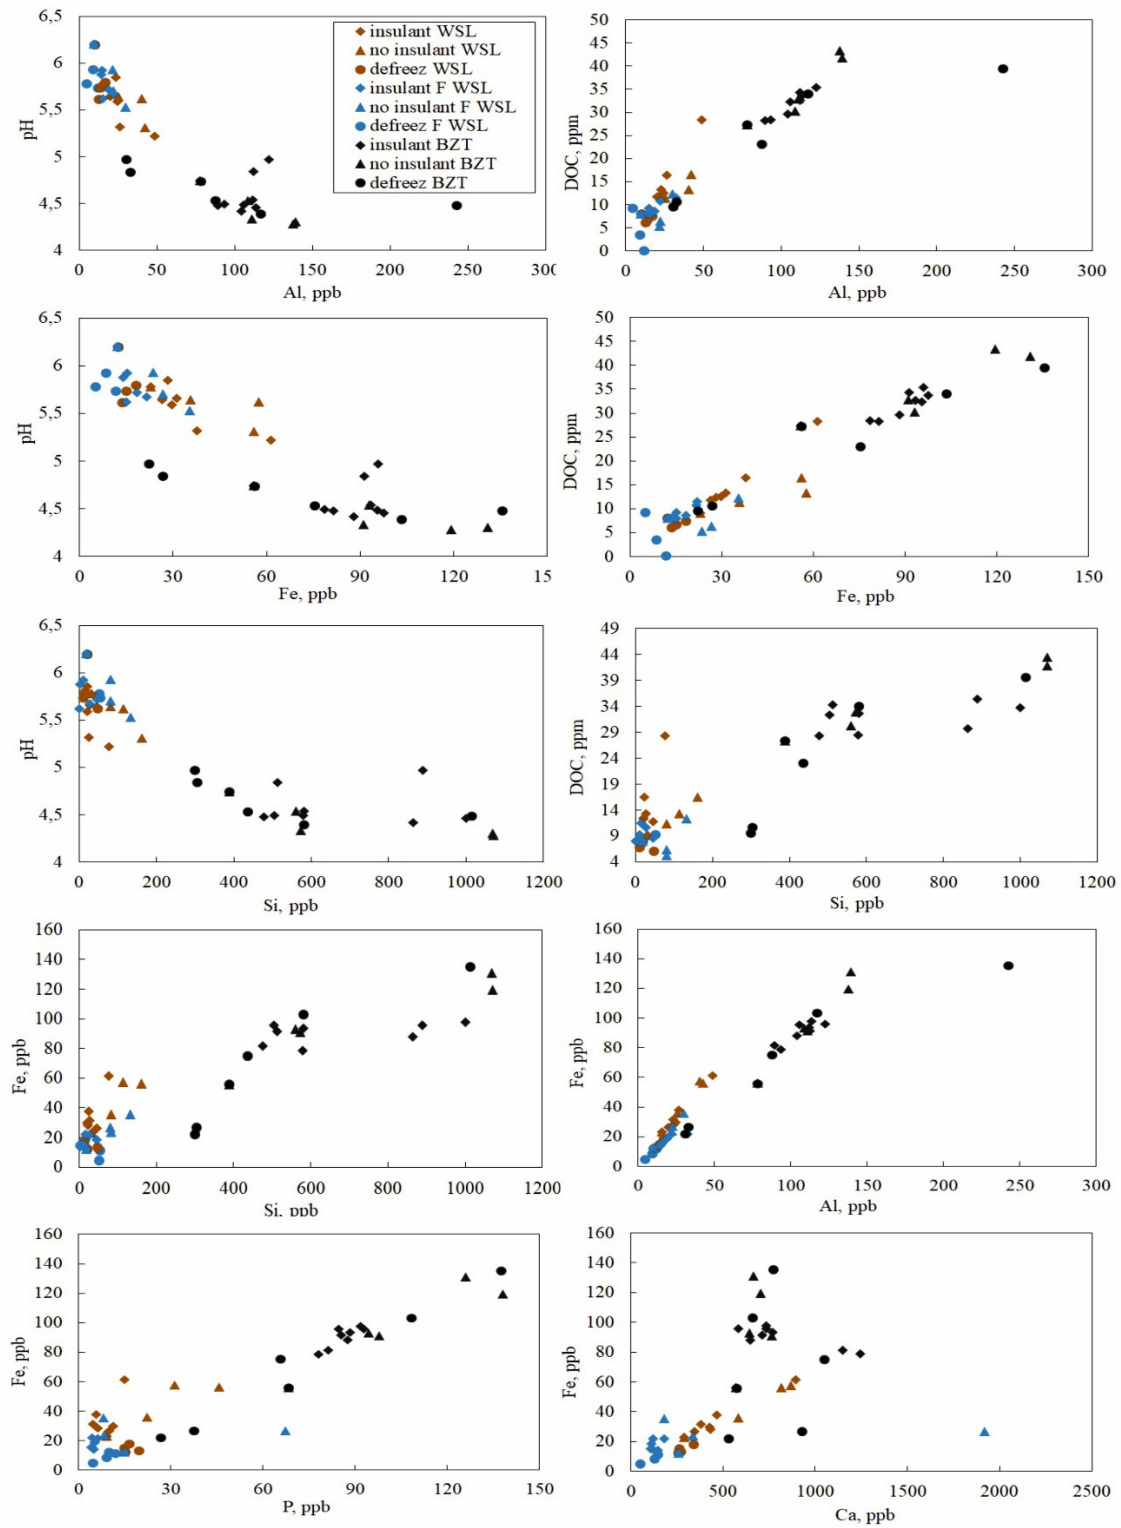 6,5
6
5,5
5
4,5
4
pH
0 50 100 150 200 250 300
Al, ppb
insulant WSL
no insulant WSL
defreez WSL
insulant F WSL
no insulant F WSL
defreez F WSL
insulant BZT
no insulant BZT
defreez BZT
50
45
40
35
30
25
20
15
10
5
0
DOC, ppm
0 50 100 150 200 250 300
Al, ppb
6,5
6
5,5
5
4,5
4
pH
0 30 60 90 120 15
Fe, ppb
50
45
40
35
30
25
20
15
10
5
0
DOC, ppm
0 30 60 90 120 150
Fe, ppb
6,5
6
5,5
5
4,5
4
pH
0 200 400 600 800 1000 1200
Si, ppb
49
44
39
34
29
24
19
14
9
4
DOC, ppm
0 200 400 600 800 1000 1200
Si, ppb
160
140
120
100
80
60
40
20
0
Fe, ppb
0 200 400 600 800 1000 1200
Si, ppb
160
140
120
100
80
60
40
20
0
Fe, ppb
0 50 100 150 200 250 300
Al, ppb
160
140
120
100
80
60
40
20
0
Fe, ppb
0 30 60 90 120 150
P, ppb
160
140
120
100
80
60
40
20
0
Fe, ppb
0 500 1000 1500 2000 2500
Ca, ppb